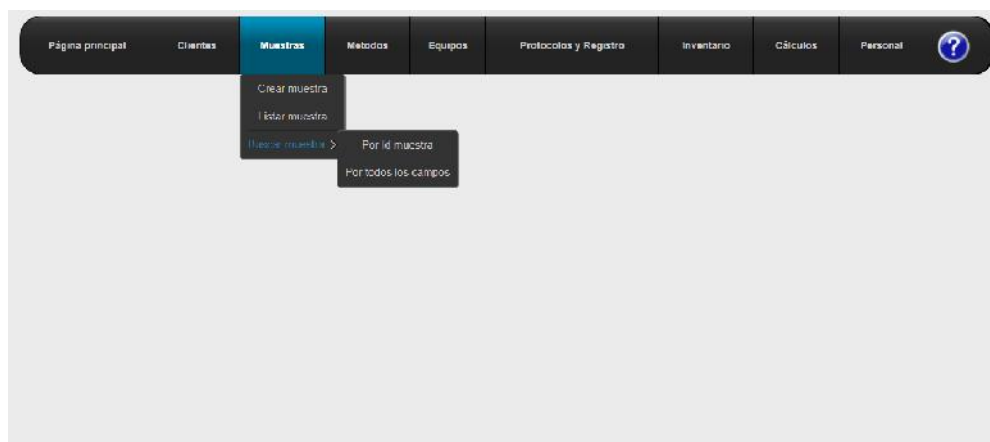 Página principal Clientes Muestras Metodos Equipos Protocolos y Registro Inventario Cálculos Personal ?
Crear muestra
Listar muestra
Buscar muestra > Por Id muestra
Por todos los campos